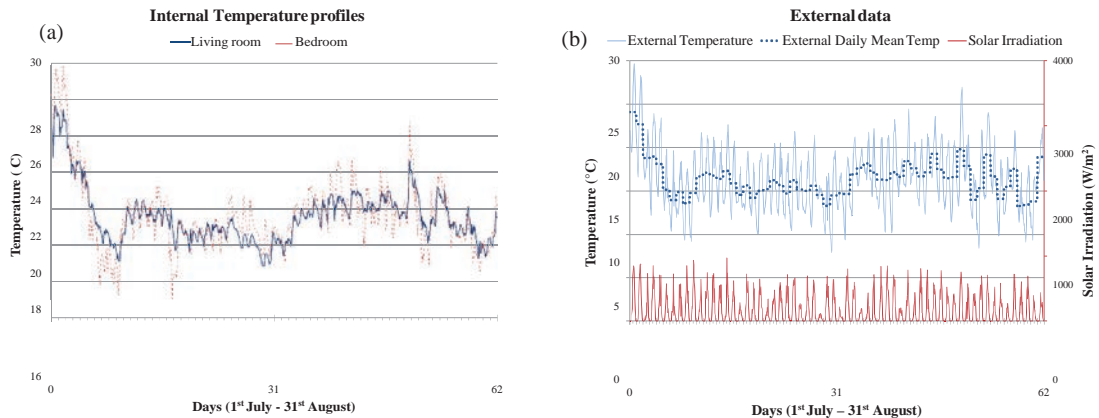 (a)
Internal Temperature profiles
Living room Bedroom
Temperature ( C)
30
28
26
24
22
20
18
16
0 31 62
Days (1st July - 31st August)
(b)
External data
External Temperature External Daily Mean Temp Solar Irradiation
Temperature (°C)
30
25
20
15
10
5
0
Solar Irradiation (W/m²)
4000
3000
2000
1000
0
0 31 62
Days (1st July – 31st August)